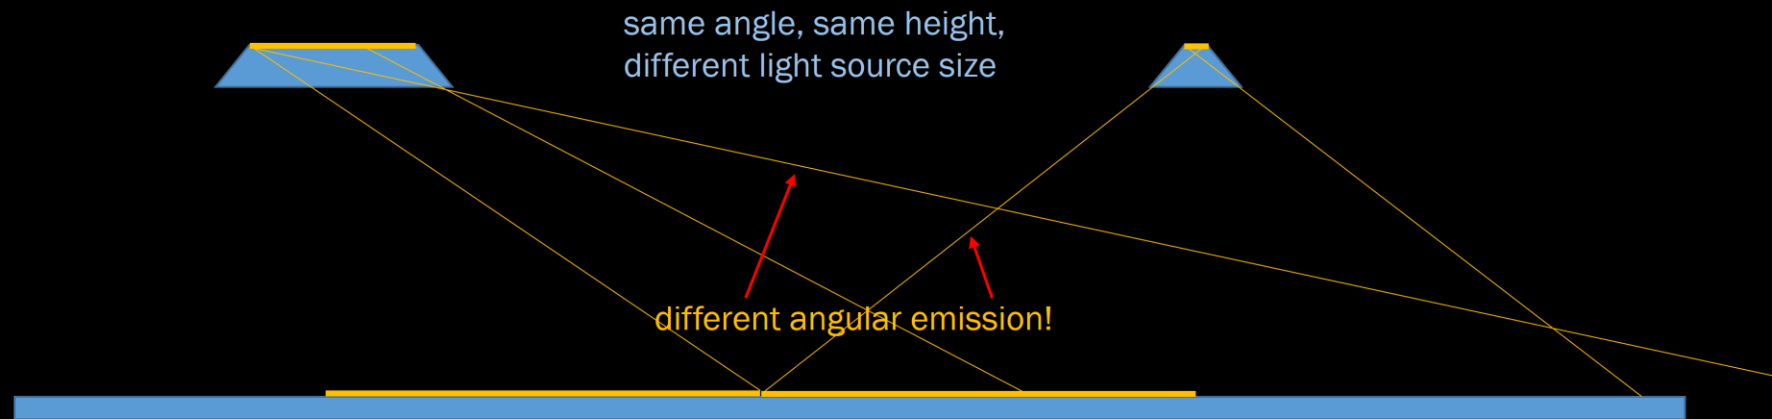 same angle, same height,
different light source size
different angular emission!